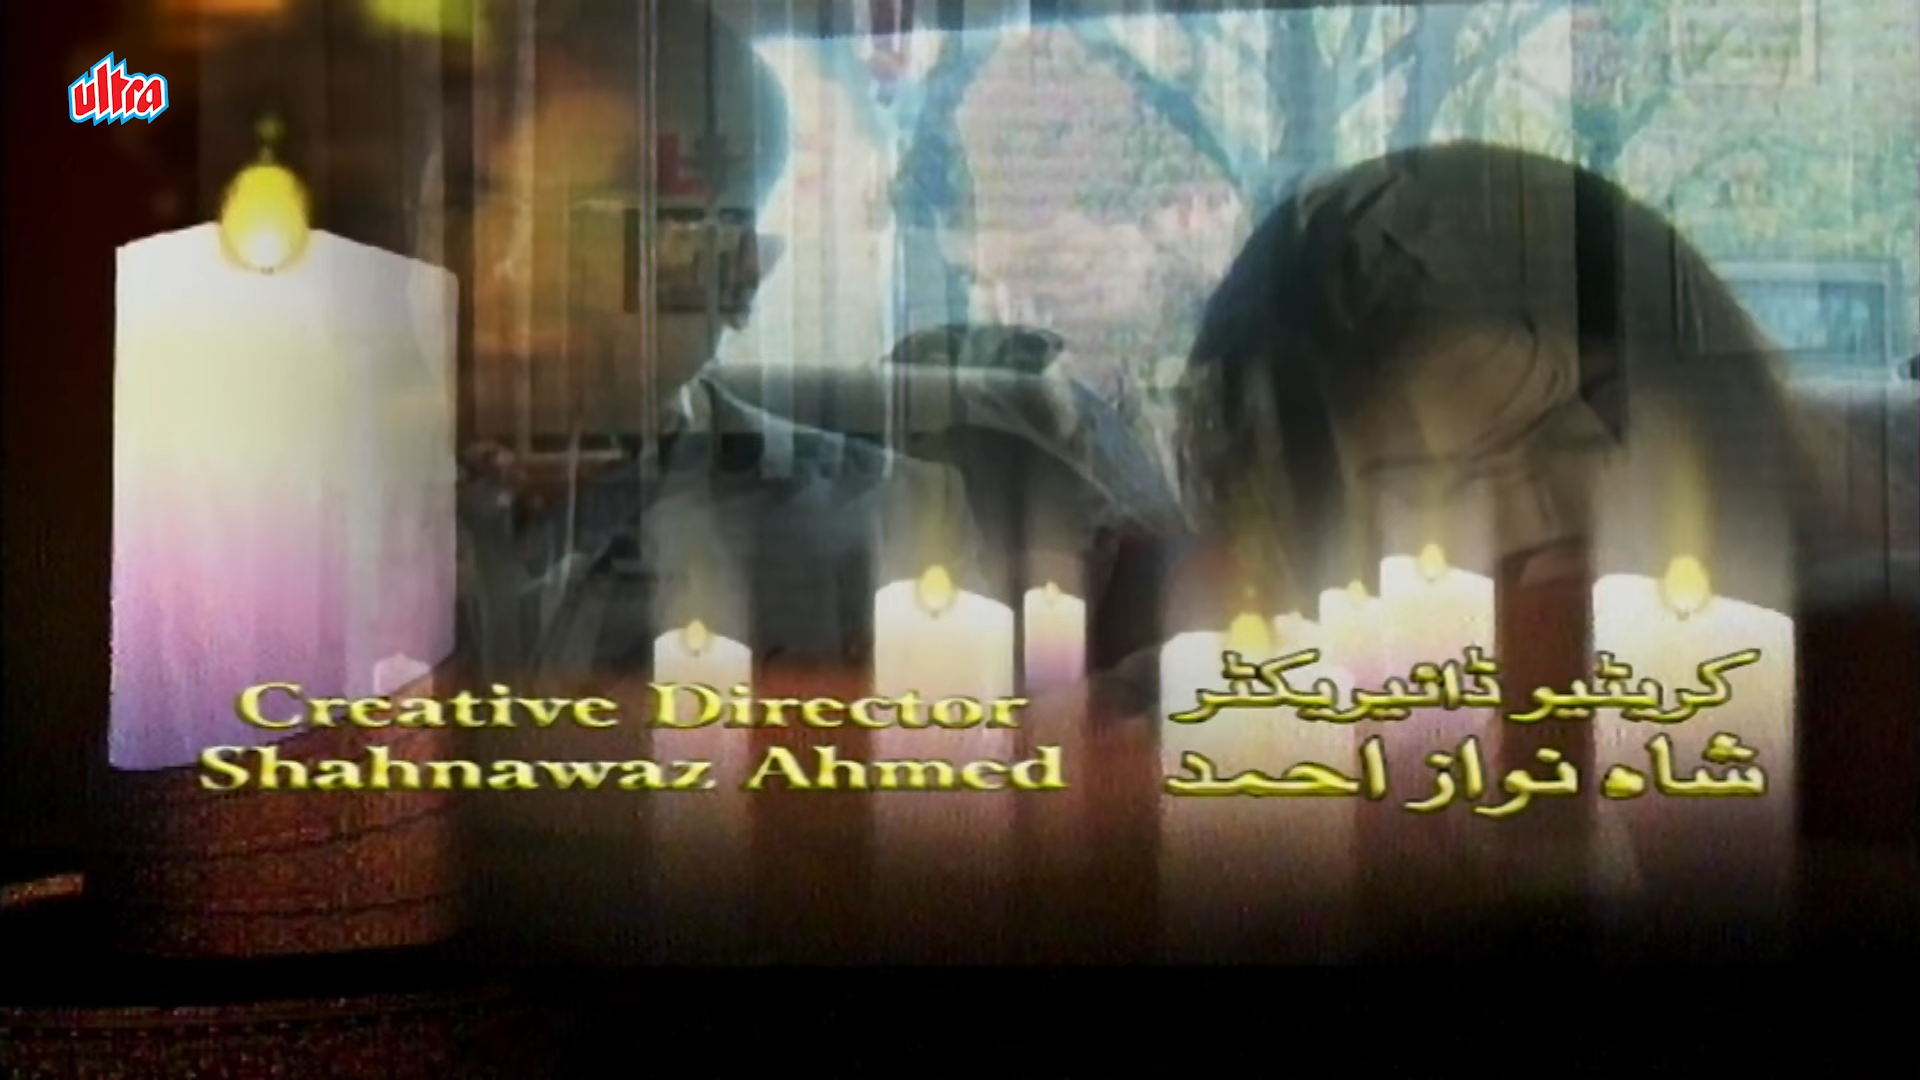 ultra
Creative Director
Shahnawaz Ahmed
کریٹیو ڈائیریکٹر
شاہ نواز احمد